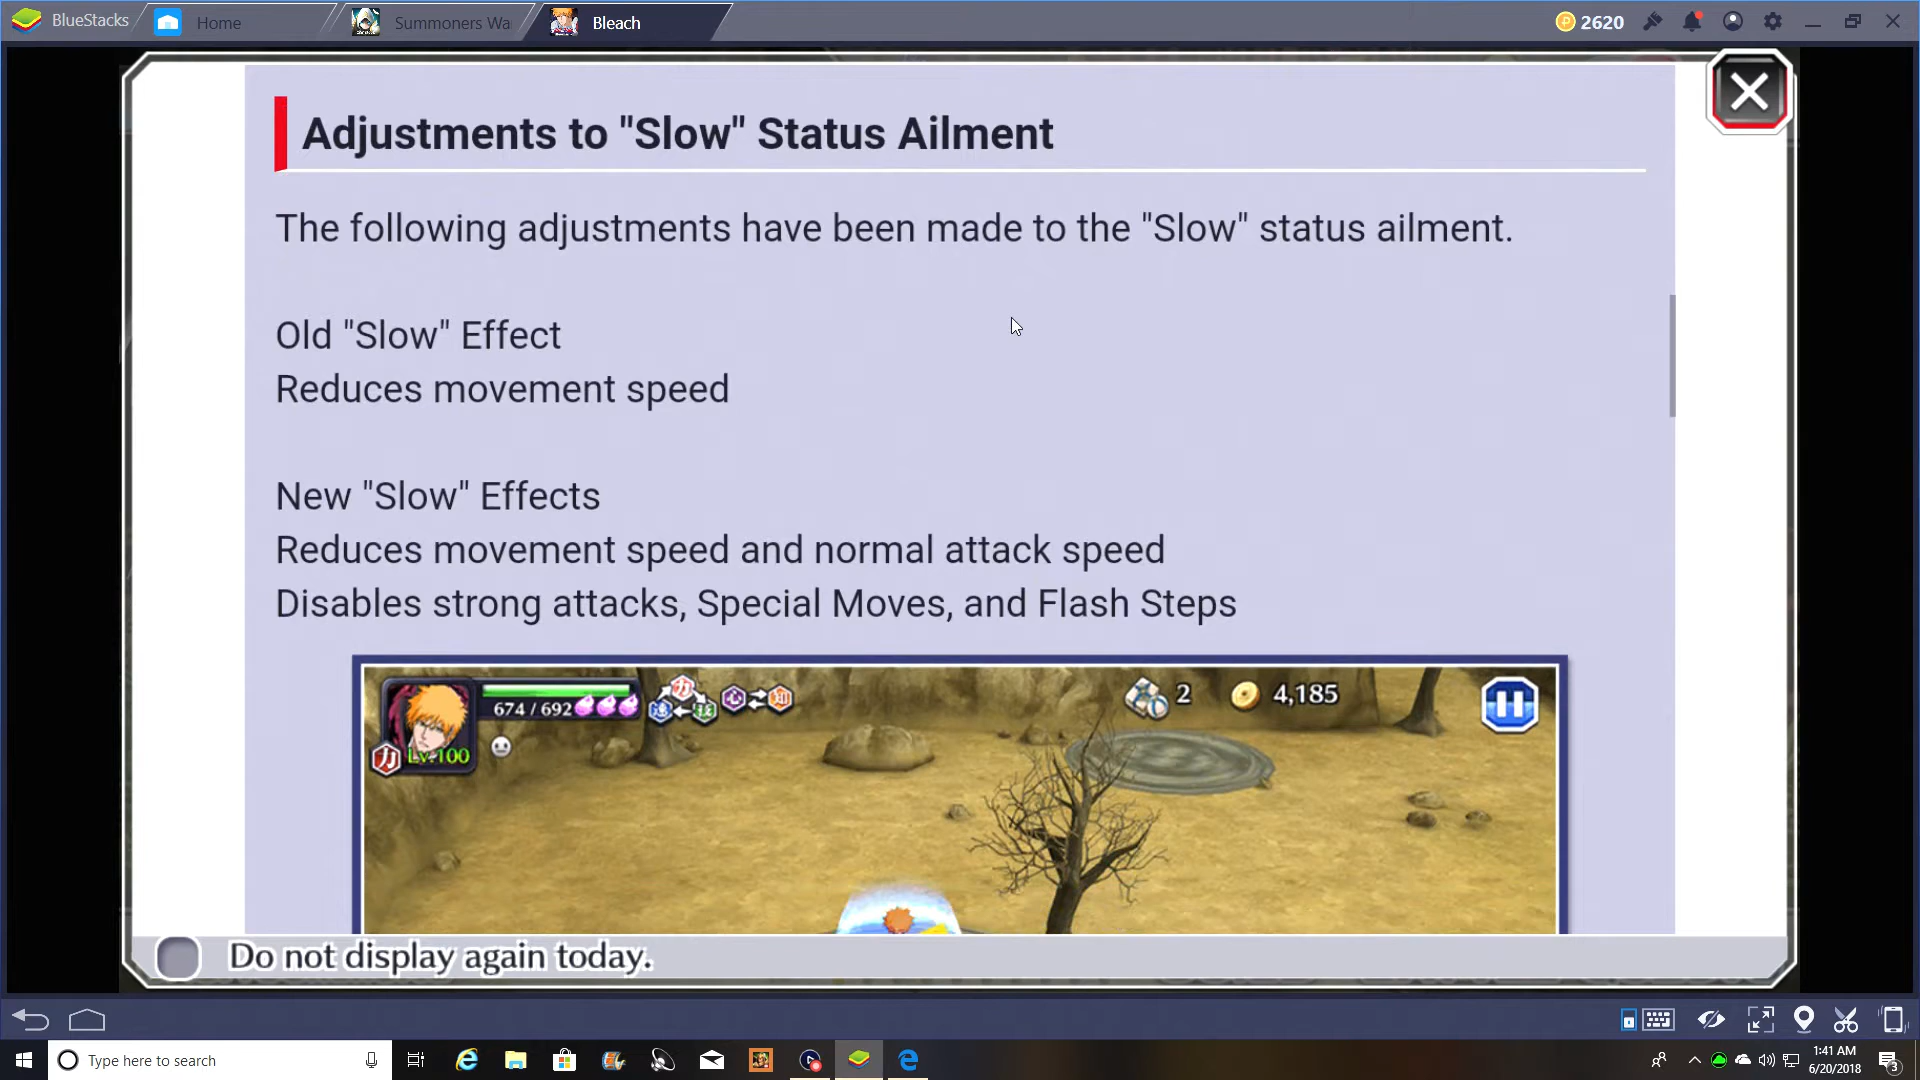 BlueStacks
Home
Summoners Wa
Bleach
2620
Adjustments to "Slow" Status Ailment
The following adjustments have been made to the "Slow" status ailment.
Old "Slow" Effect
Reduces movement speed
New "Slow" Effects
Reduces movement speed and normal attack speed
Disables strong attacks, Special Moves, and Flash Steps
674 / 692
2
4,185
Lv.100
力
Do not display again today.
Type here to search
1:41 AM
6/20/2018
3